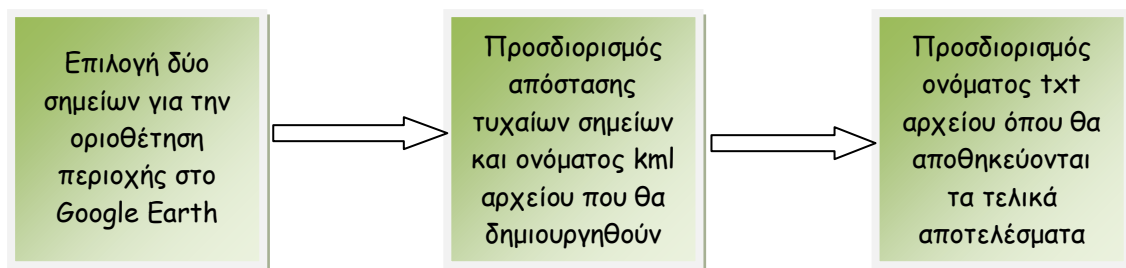 Επιλογή δύο
σημείων για την
οριοθέτηση
περιοχής στο
Google Earth
Προσδιορισμός
απόστασης
τυχαίων σημείων
και ονόματος kml
αρχείου που θα
δημιουργηθούν
Προσδιορισμός
ονόματος txt
αρχείου όπου θα
αποθηκεύονται
τα τελικά
αποτελέσματα